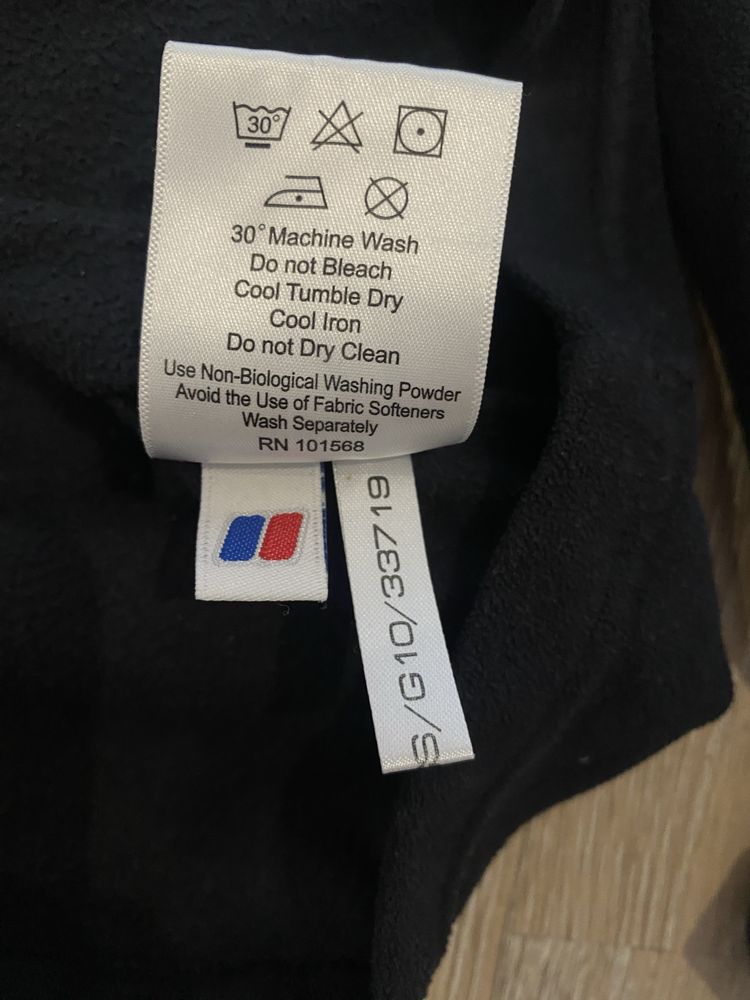 30°
30° Machine Wash
Do not Bleach
Cool Tumble Dry
Cool Iron
Do not Dry Clean
Use Non-Biological Washing Powder
Avoid the Use of Fabric Softeners
Wash Separately
RN 101568
S/G10/33719